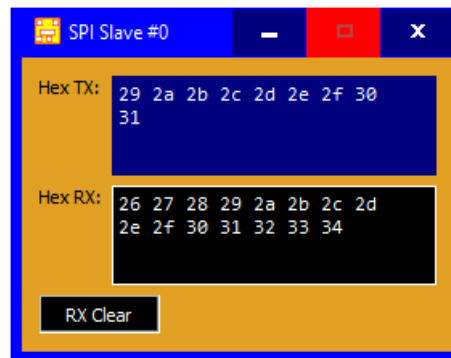 SPI Slave #0
Hex TX:
29 2a 2b 2c 2d 2e 2f 30
31
Hex RX:
26 27 28 29 2a 2b 2c 2d
2e 2f 30 31 32 33 34
RX Clear